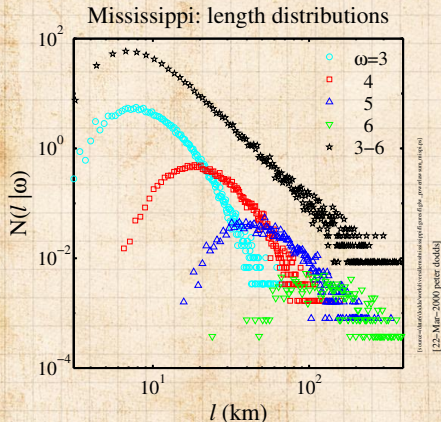 Mississippi: length distributions
10²
10⁰
10⁻²
10⁻⁴
N(l |ω)
ω=3
4
5
6
3−6
10¹
10²
l (km)
[22−Mar−2000 peter dodds]